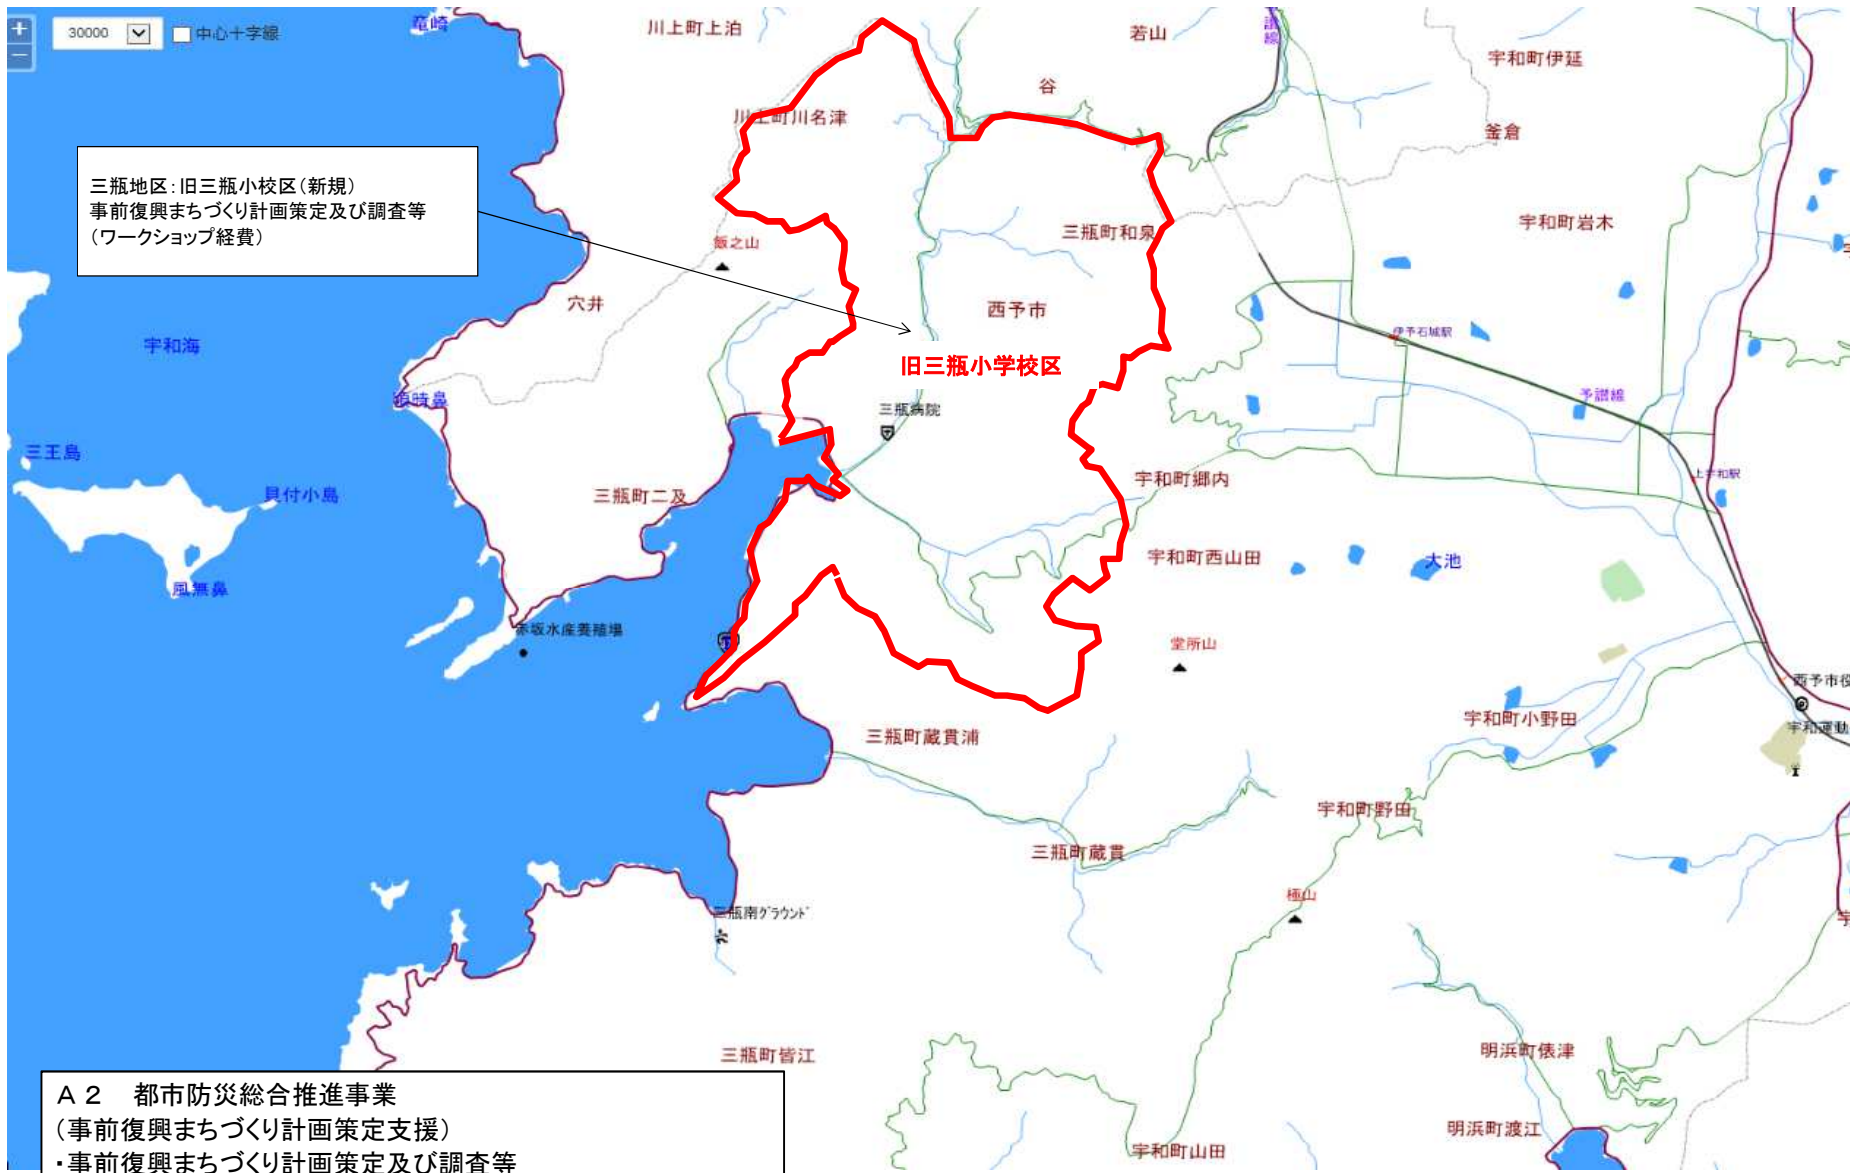 30000
中心十字線
竜崎
川上町上泊
若山
予讃線
宇和町伊延
谷
川上町川名津
釜倉
三瓶地区：旧三瓶小校区（新規）
事前復興まちづくり計画策定及び調査等
（ワークショップ経費）
三瓶町和泉
宇和町岩木
飯之山
穴井
西予市
宇和海
伊予石城駅
旧三瓶小学校区
須時鼻
予讃線
三瓶病院
三王島
貝付小島
三瓶町二及
宇和町郷内
上宇和駅
宇和町西山田
大池
風無鼻
赤坂水産養殖場
堂所山
西予市役
三瓶町蔵貫浦
宇和町小野田
宇和運動
宇和町野田
三瓶町蔵貫
極山
三瓶南グラウンド
三瓶町皆江
明浜町俵津
A 2　都市防災総合推進事業
（事前復興まちづくり計画策定支援）
・事前復興まちづくり計画策定及び調査等
宇和町山田
明浜町渡江